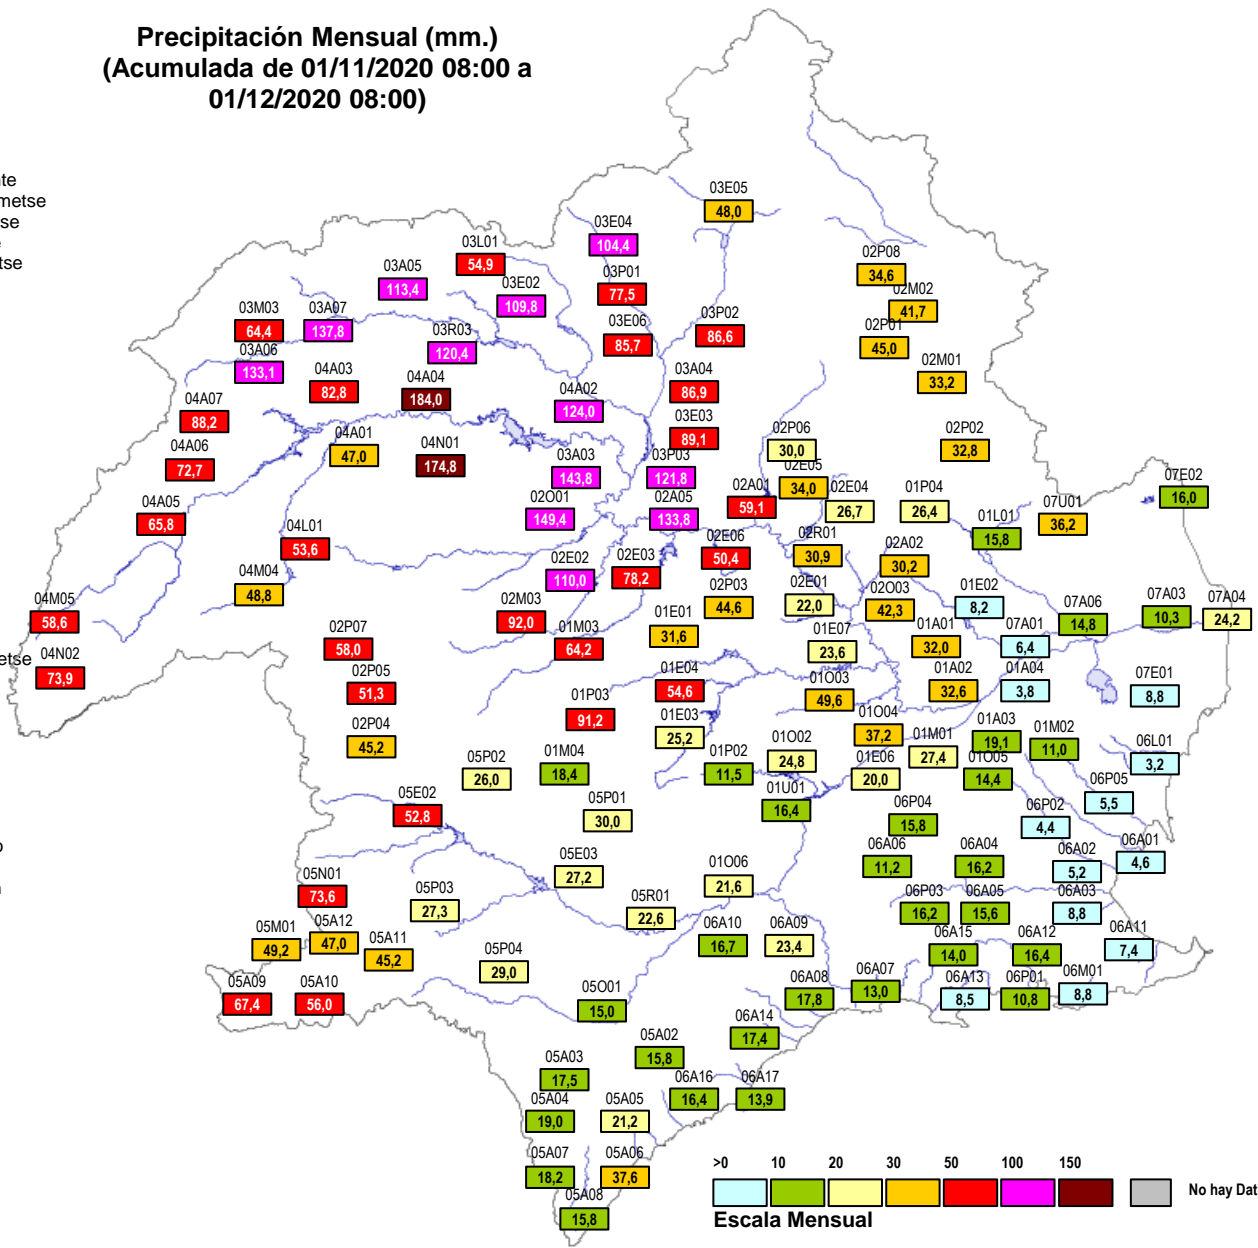 Precipitación Mensual (mm.)
(Acumulada de 01/11/2020 08:00 a
01/12/2020 08:00)
nte
metse
se
e
tse
etse
o
n
03E05
48,0
03E04
104,4
03L01
54,9
02P08
34,6
03A05
113,4
03P01
77,5
03E02
109,8
02M02
41,7
03M03
64,4
03A07
137,8
03P02
86,6
03E06
85,7
02P01
45,0
03R03
120,4
03A06
133,1
02M01
33,2
04A03
82,8
04A04
184,0
03A04
86,9
04A02
124,0
04A07
88,2
03E03
89,1
04A01
47,0
04N01
174,8
02P06
30,0
02P02
32,8
04A06
72,7
03A03
143,8
03P03
121,8
02E05
34,0
07E02
16,0
02A01
59,1
02E04
26,7
01P04
26,4
04A05
65,8
02O01
149,4
02A05
133,8
07U01
36,2
01L01
15,8
04L01
53,6
02E06
50,4
02R01
30,9
02A02
30,2
02E02
110,0
02E03
78,2
04M04
48,8
02P03
44,6
02E01
22,0
02O03
42,3
01E02
8,2
04M05
58,6
02M03
92,0
07A03
10,3
07A04
24,2
07A06
14,8
01E01
31,6
02P07
58,0
01M03
64,2
01E07
23,6
01A01
32,0
07A01
6,4
04N02
73,9
02P05
51,3
01E04
54,6
01O03
49,6
01A02
32,6
01A04
3,8
07E01
8,8
01P03
91,2
02P04
45,2
01E03
25,2
01O04
37,2
01A03
19,1
01M02
11,0
05P02
26,0
01M04
18,4
01P02
11,5
01O02
24,8
01M01
27,4
06L01
3,2
01E06
20,0
01O05
14,4
05E02
52,8
05P01
30,0
01U01
16,4
06P05
5,5
06P04
15,8
06P02
4,4
06A06
11,2
06A04
16,2
06A02
5,2
06A01
4,6
05E03
27,2
01O06
21,6
05N01
73,6
05P03
27,3
05R01
22,6
06P03
16,2
06A05
15,6
06A03
8,8
05M01
49,2
05A12
47,0
05A11
45,2
06A10
16,7
06A09
23,4
06A15
14,0
06A12
16,4
06A11
7,4
05P04
29,0
05A09
67,4
05A10
56,0
05O01
15,0
06A08
17,8
06A07
13,0
06A13
8,5
06P01
10,8
06M01
8,8
06A14
17,4
05A02
15,8
05A03
17,5
06A16
16,4
06A17
13,9
05A04
19,0
05A05
21,2
05A07
18,2
05A06
37,6
05A08
15,8
>0 10 20 30 50 100 150
No hay Dat
Escala Mensual